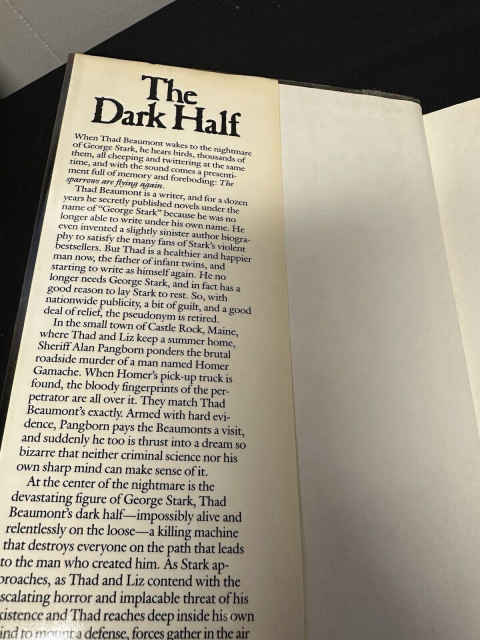 The
Dark Half
When Thad Beaumont wakes to the nightmare
of George Stark, he hears birds, thousands of
them, all cheeping and twittering at the same
time, and with the sound comes a presenti-
ment full of memory and foreboding: The
sparrows are flying again.
Thad Beaumont is a writer, and for a dozen
years he secretly published novels under the
name of "George Stark" because he was no
longer able to write under his own name. He
even invented a slightly sinister author biogra-
phy to satisfy the many fans of Stark's violent
bestsellers. But Thad is a healthier and happier
man now, the father of infant twins, and
starting to write as himself again. He no
longer needs George Stark, and in fact has a
good reason to lay Stark to rest. So, with
nationwide publicity, a bit of guilt, and a good
deal of relief, the pseudonym is retired.
In the small town of Castle Rock, Maine,
where Thad and Liz keep a summer home,
Sheriff Alan Pangborn ponders the brutal
roadside murder of a man named Homer
Gamache. When Homer's pick-up truck is
found, the bloody fingerprints of the per-
petrator are all over it. They match Thad
Beaumont's exactly. Armed with hard evi-
dence, Pangborn pays the Beaumonts a visit,
and suddenly he too is thrust into a dream so
bizarre that neither criminal science nor his
own sharp mind can make sense of it.
At the center of the nightmare is the
devastating figure of George Stark, Thad
Beaumont's dark half—impossibly alive and
relentlessly on the loose—a killing machine
that destroys everyone on the path that leads
to the man who created him. As Stark ap-
proaches, as Thad and Liz contend with the
scalating horror and implacable threat of his
xistence and Thad reaches deep inside his own
ind to mount a defense, forces gather in the air